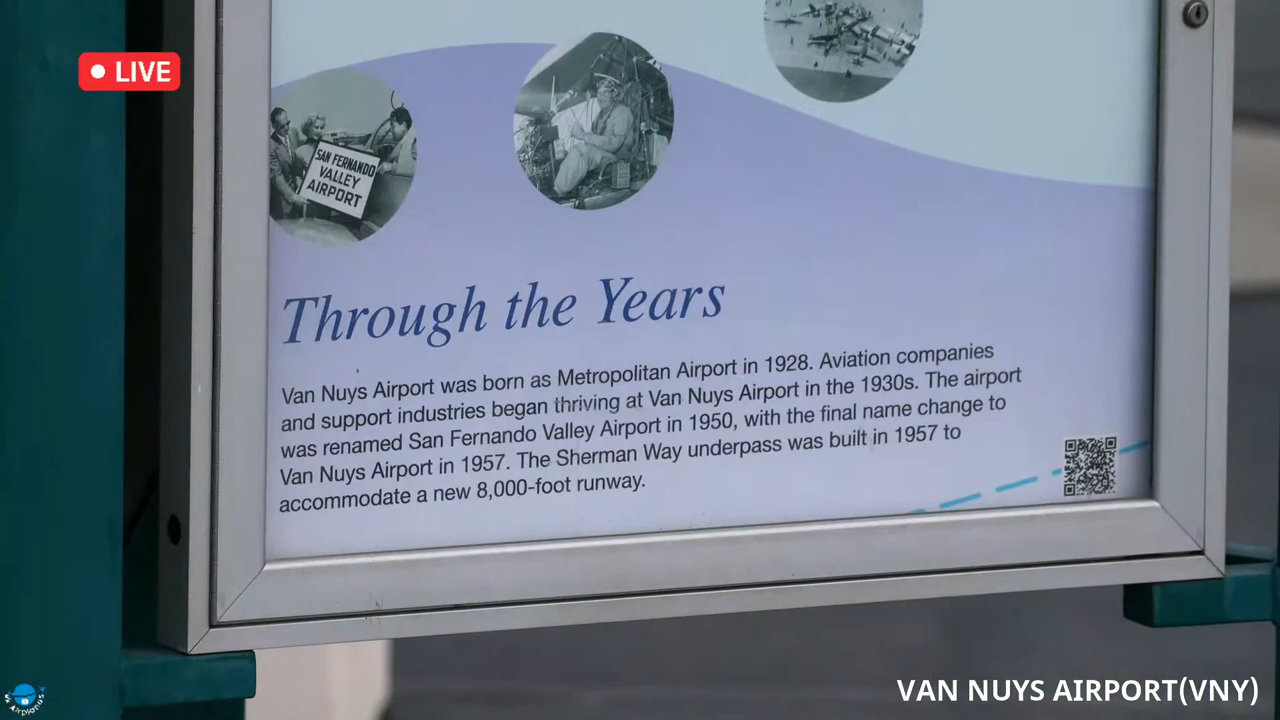 LIVE
SAN FERNANDO
VALLEY
AIRPORT
Through the Years
Van Nuys Airport was born as Metropolitan Airport in 1928. Aviation companies
and support industries began thriving at Van Nuys Airport in the 1930s. The airport
was renamed San Fernando Valley Airport in 1950, with the final name change to
Van Nuys Airport in 1957. The Sherman Way underpass was built in 1957 to
accommodate a new 8,000-foot runway.
VAN NUYS AIRPORT(VNY)